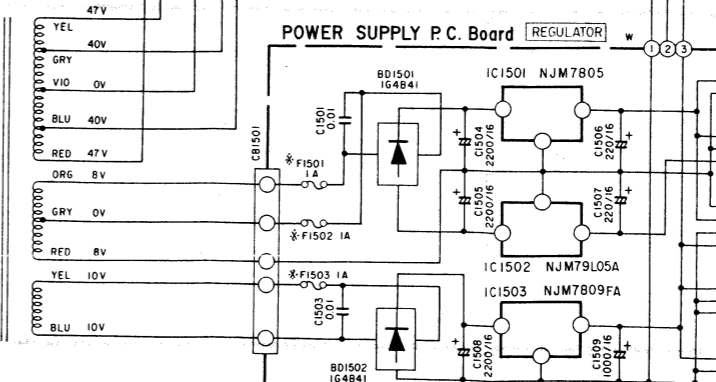 47V
YEL
40V
GRY
VIO 0V
BLU 40V
RED 47V
ORG 8V
GRY 0V
RED 8V
YEL 10V
BLU 10V
POWER SUPPLY P.C. Board REGULATOR W
1 2 3
CB1501
C1501
0.01
※F1501
1A
※F1502 1A
※F1503 1A
C1503
0.01
BD1501
1G4B41
BD1502
1G4B41
IC1501 NJM7805
+
C1504
2200/16
+
C1506
220/16
+
C1505
2200/16
+
C1507
220/16
IC1502 NJM79L05A
IC1503 NJM7809FA
+
C1508
2200/16
+
C1509
1000/16